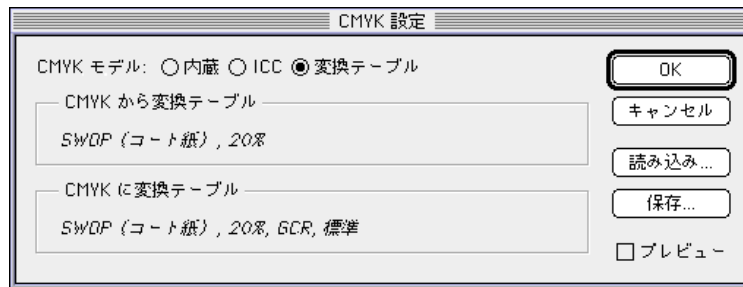 CMYK 設定
CMYK モデル: 内蔵 ICC 変換テーブル
CMYK から変換テーブル
SWOP (コート紙), 20%
CMYK に変換テーブル
SWOP (コート紙), 20%, GCR, 標準
OK
キャンセル
読み込み...
保存...
プレビュー